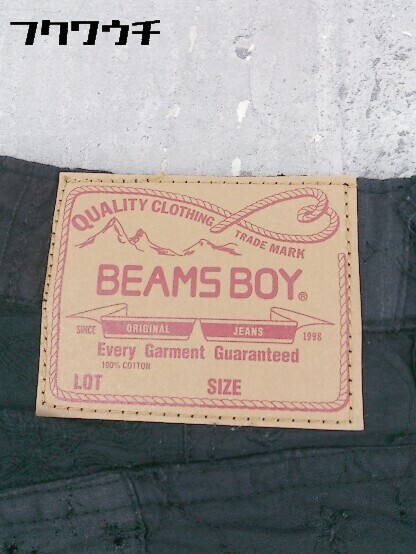 フクワウチ
QUALITY CLOTHING
TRADE MARK
BEAMS BOY®
SINCE ORIGINAL JEANS 1998
Every Garment Guaranteed
100% COTTON
LOT SIZE